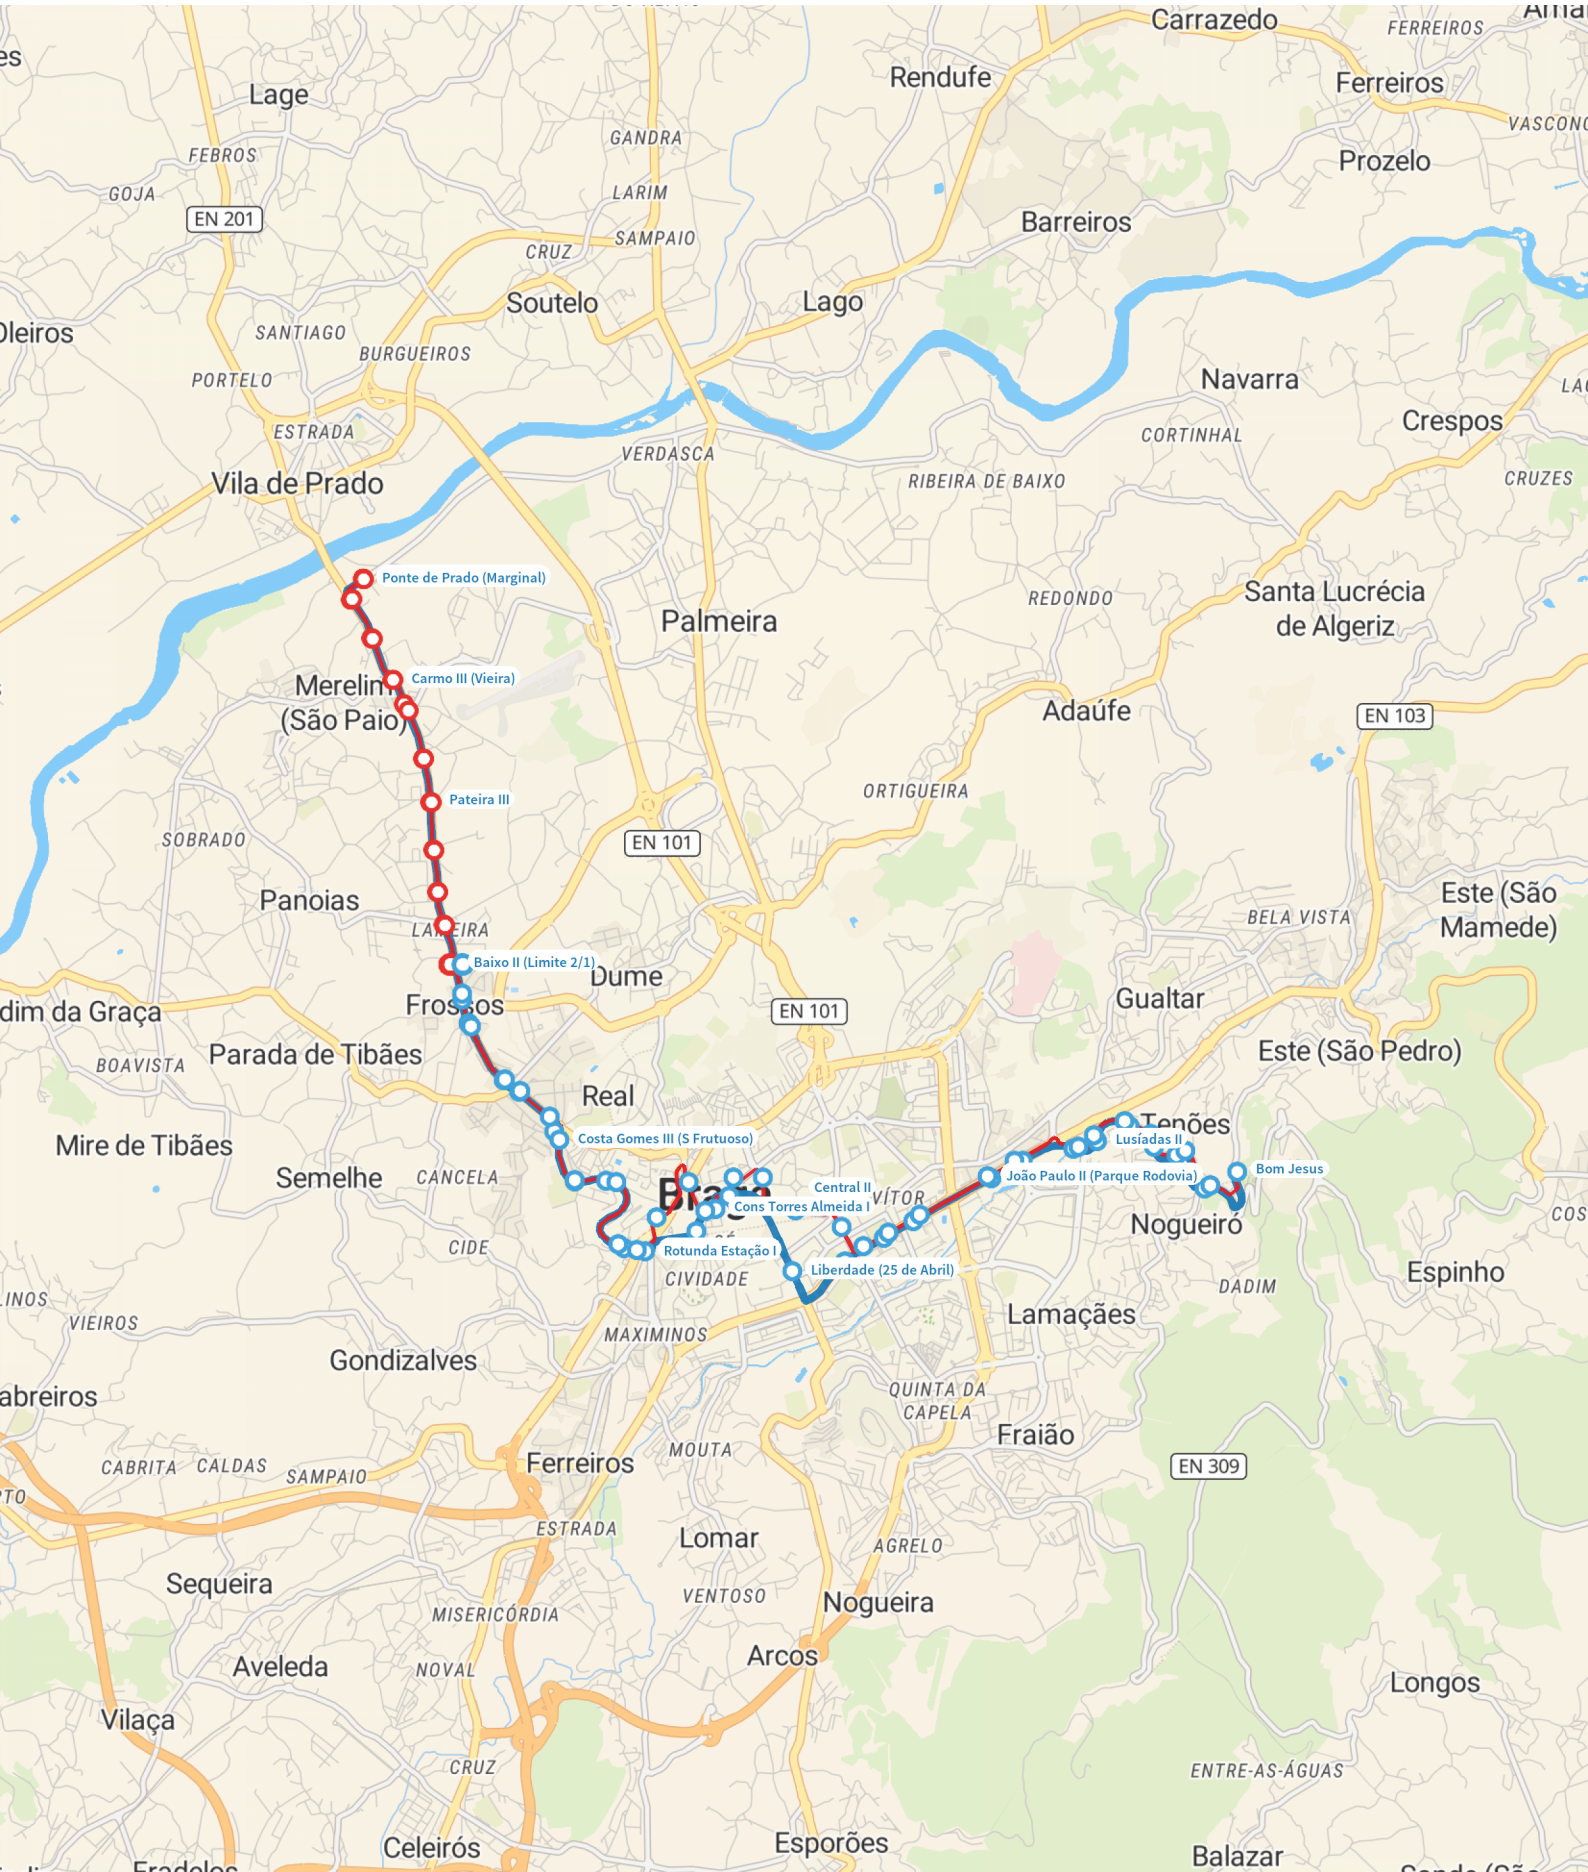 Carrazedo
FERREIROS
Rendufe
Ferreiros
Lage
GANDRA
FEBROS
Prozelo
GOJA
LARIM
EN 201
Barreiros
SAMPAIO
CRUZ
Soutelo
Lago
SANTIAGO
BURGUEIROS
PORTELO
Navarra
Crespos
ESTRADA
CORTINHAL
VERDASCA
Vila de Prado
RIBEIRA DE BAIXO
CRUZES
Ponte de Prado (Marginal)
REDONDO
Santa Lucrécia
de Algeriz
Palmeira
Carmo III (Vieira)
Merelim
(São Paio)
Adaúfe
EN 103
ORTIGUEIRA
Pateira III
SOBRADO
EN 101
Panoias
Este (São
Mamede)
BELA VISTA
Baixo II (Limite 2/1)
Dume
Gualtar
Frossos
EN 101
dim da Graça
Parada de Tibães
Este (São Pedro)
BOAVISTA
Real
Tenões
Mire de Tibães
Costa Gomes III (S Frutuoso)
Lusíadas II
Semelhe
CANCELA
João Paulo II (Parque Rodovia)
Bom Jesus
Central II
Braga
Cons Torres Almeida I
Nogueiró
CIDE
Rotunda Estação I
Liberdade (25 de Abril)
CIVIDADE
Espinho
DADIM
VIEIROS
Lamaçães
MAXIMINOS
Gondizalves
QUINTA DA
CAPELA
Fraião
MOUTA
Ferreiros
CABRITA
CALDAS
SAMPAIO
EN 309
ESTRADA
Lomar
AGRELO
Sequeira
VENTOSO
Nogueira
MISERICÓRDIA
Arcos
Aveleda
NOVAL
Longos
Vilaça
CRUZ
ENTRE-AS-ÁGUAS
Celeirós
Esporões
Balazar